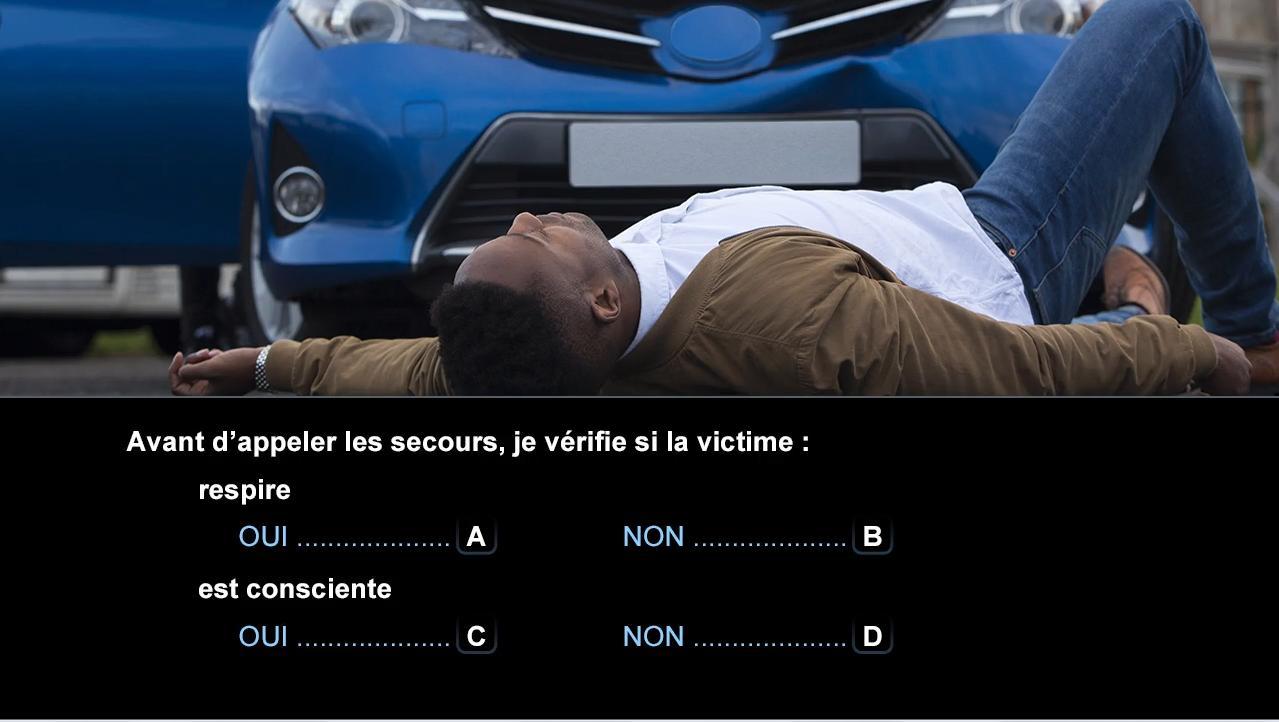 Avant d’appeler les secours, je vérifie si la victime :
respire
OUI .................... A NON .................... B
est consciente
OUI .................... C NON .................... D